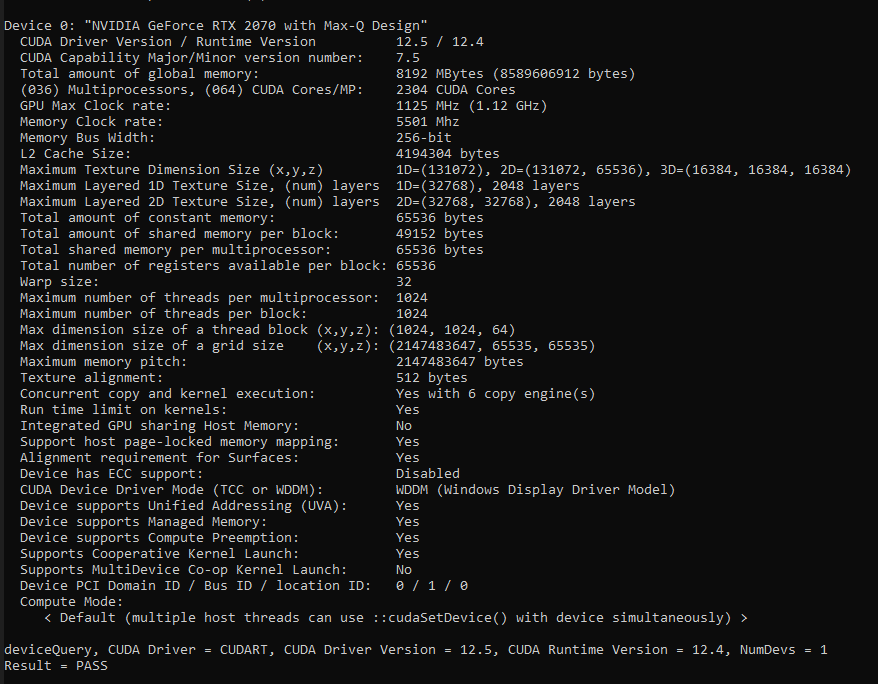 Device 0: "NVIDIA GeForce RTX 2070 with Max-Q Design"
  CUDA Driver Version / Runtime Version          12.5 / 12.4
  CUDA Capability Major/Minor version number:    7.5
  Total amount of global memory:                 8192 MBytes (8589606912 bytes)
  (036) Multiprocessors, (064) CUDA Cores/MP:    2304 CUDA Cores
  GPU Max Clock rate:                            1125 MHz (1.12 GHz)
  Memory Clock rate:                             5501 Mhz
  Memory Bus Width:                              256-bit
  L2 Cache Size:                                 4194304 bytes
  Maximum Texture Dimension Size (x,y,z)         1D=(131072), 2D=(131072, 65536), 3D=(16384, 16384, 16384)
  Maximum Layered 1D Texture Size, (num) layers  1D=(32768), 2048 layers
  Maximum Layered 2D Texture Size, (num) layers  2D=(32768, 32768), 2048 layers
  Total amount of constant memory:               65536 bytes
  Total amount of shared memory per block:       49152 bytes
  Total shared memory per multiprocessor:        65536 bytes
  Total number of registers available per block: 65536
  Warp size:                                     32
  Maximum number of threads per multiprocessor:  1024
  Maximum number of threads per block:           1024
  Max dimension size of a thread block (x,y,z): (1024, 1024, 64)
  Max dimension size of a grid size    (x,y,z): (2147483647, 65535, 65535)
  Maximum memory pitch:                          2147483647 bytes
  Texture alignment:                             512 bytes
  Concurrent copy and kernel execution:          Yes with 6 copy engine(s)
  Run time limit on kernels:                     Yes
  Integrated GPU sharing Host Memory:            No
  Support host page-locked memory mapping:       Yes
  Alignment requirement for Surfaces:            Yes
  Device has ECC support:                        Disabled
  CUDA Device Driver Mode (TCC or WDDM):         WDDM (Windows Display Driver Model)
  Device supports Unified Addressing (UVA):      Yes
  Device supports Managed Memory:                Yes
  Device supports Compute Preemption:            Yes
  Supports Cooperative Kernel Launch:            Yes
  Supports MultiDevice Co-op Kernel Launch:      No
  Device PCI Domain ID / Bus ID / location ID:   0 / 1 / 0
  Compute Mode:
     < Default (multiple host threads can use ::cudaSetDevice() with device simultaneously) >
deviceQuery, CUDA Driver = CUDART, CUDA Driver Version = 12.5, CUDA Runtime Version = 12.4, NumDevs = 1
Result = PASS